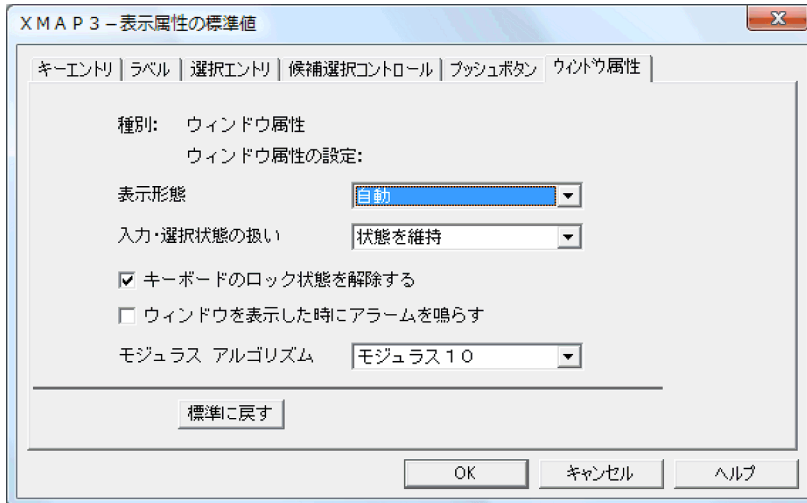 XMAP3－表示属性の標準値
キーエントリ ラベル 選択エントリ 候補選択コントロール プッシュボタン ウィンドウ属性
種別: ウィンドウ属性
ウィンドウ属性の設定:
表示形態 自動
入力・選択状態の扱い 状態を維持
キーボードのロック状態を解除する
ウィンドウを表示した時にアラームを鳴らす
モジュラス アルゴリズム モジュラス１０
標準に戻す
OK キャンセル ヘルプ